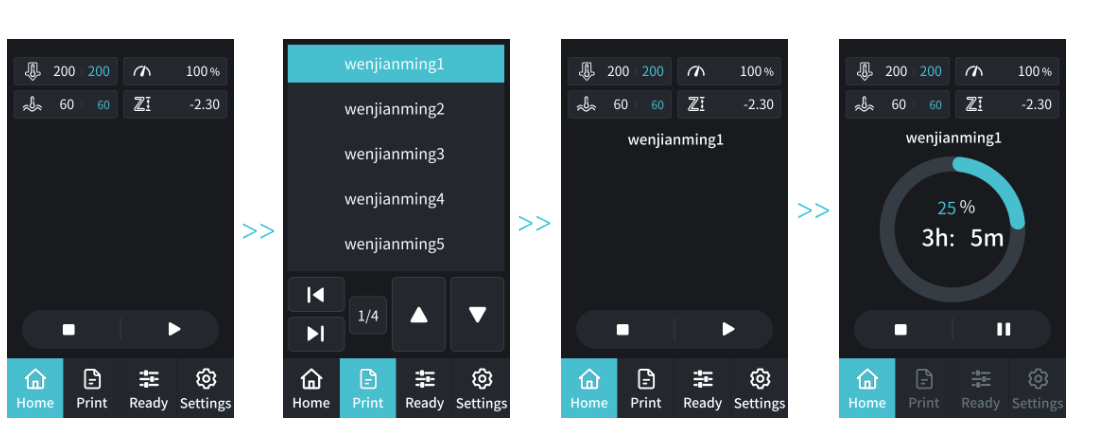 200 200 100%
60 60 -2.30
Home Print Ready Settings
>>
wenjianming1
wenjianming2
wenjianming3
wenjianming4
wenjianming5
1/4
Home Print Ready Settings
>>
200 200 100%
60 60 -2.30
wenjianming1
Home Print Ready Settings
>>
200 200 100%
60 60 -2.30
wenjianming1
25%
3h: 5m
Home Print Ready Settings